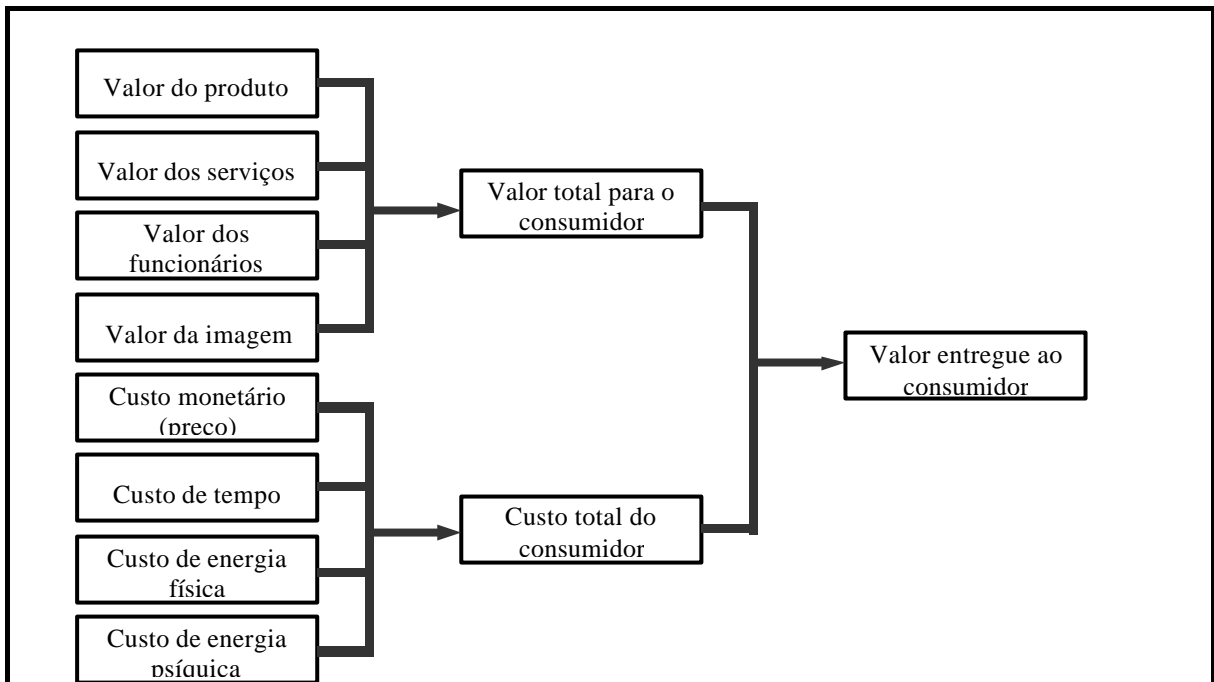 Valor do produto
Valor dos serviços
Valor dos
funcionários
Valor da imagem
Custo monetário
(preço)
Custo de tempo
Custo de energia
física
Custo de energia
psíquica
Valor total para o
consumidor
Custo total do
consumidor
Valor entregue ao
consumidor